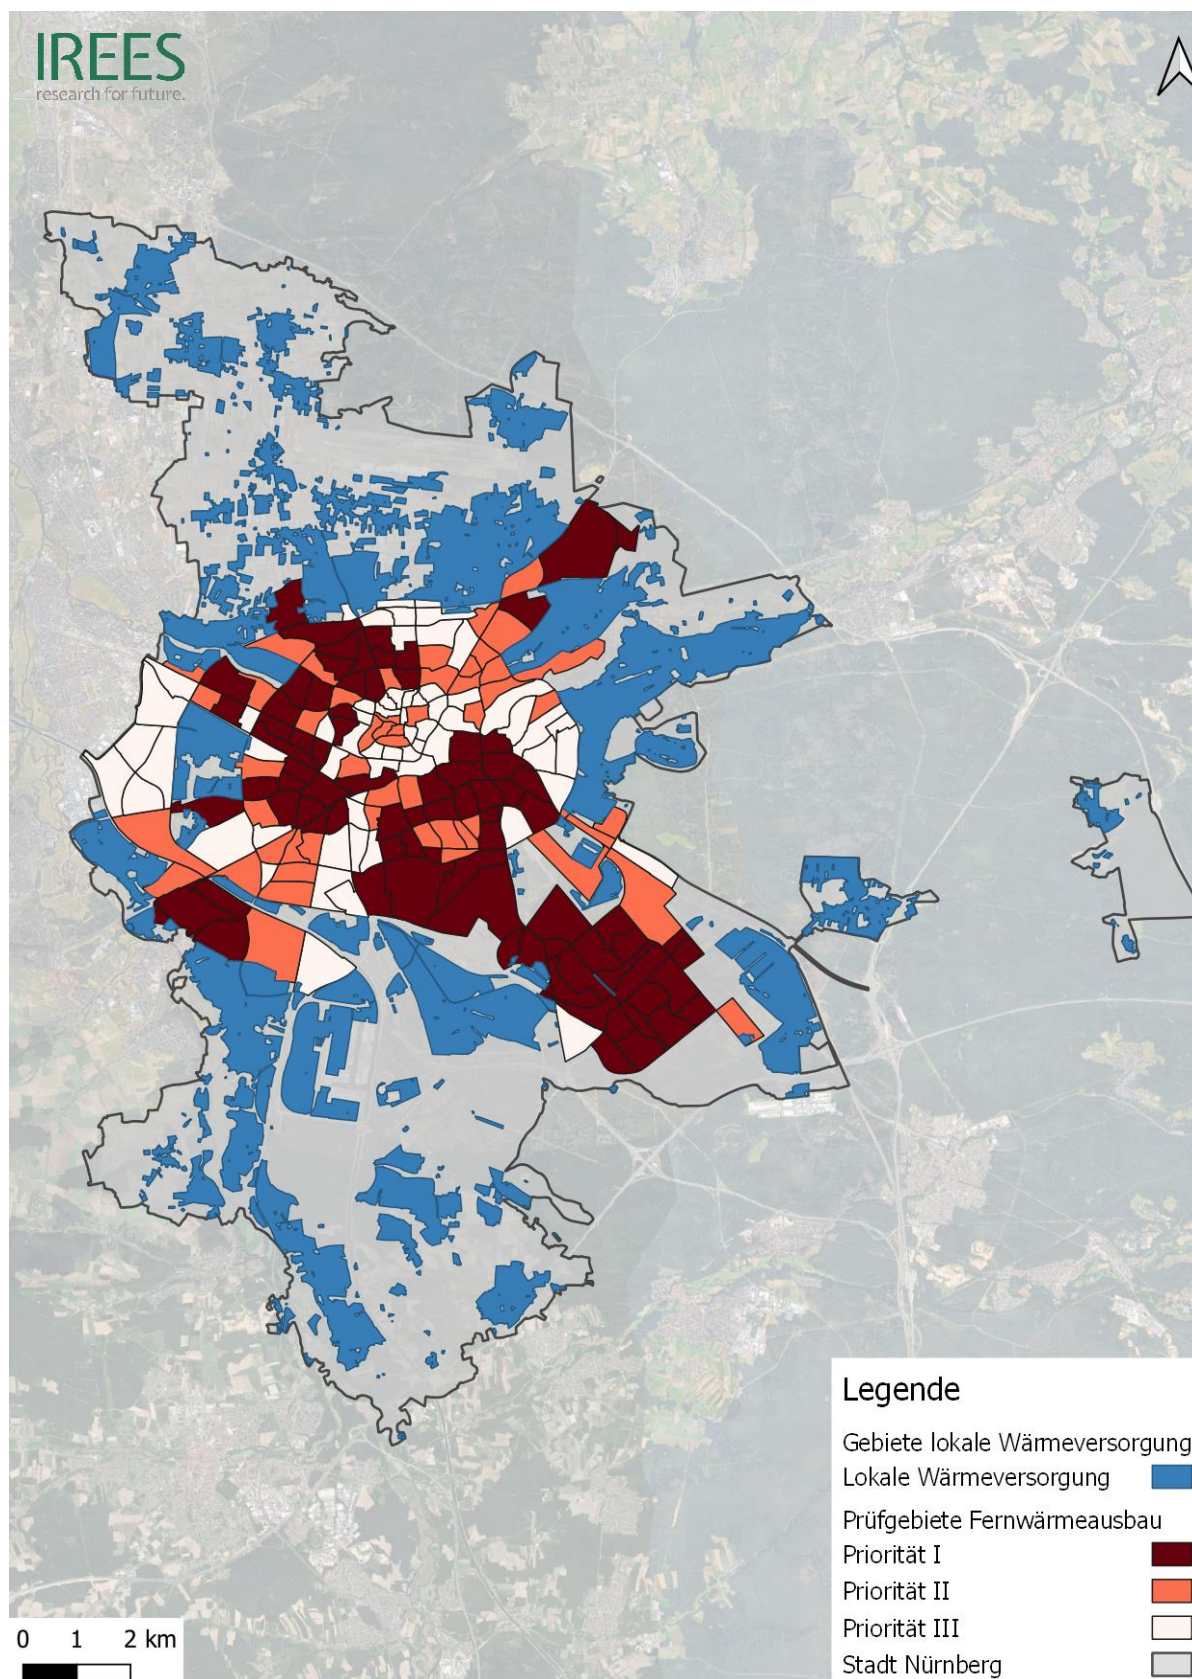 IREES
research for future.
Legende
Gebiete lokale Wärmeversorgung
Lokale Wärmeversorgung
Prüfgebiete Fernwärmeausbau
Priorität I
Priorität II
Priorität III
Stadt Nürnberg
0 1 2 km